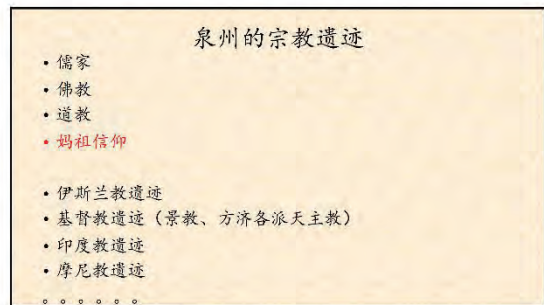 泉州的宗教遗迹
• 儒家
• 佛教
• 道教
• 妈祖信仰
• 伊斯兰教遗迹
• 基督教遗迹（景教、方济各派天主教）
• 印度教遗迹
• 摩尼教遗迹
。。。。。。